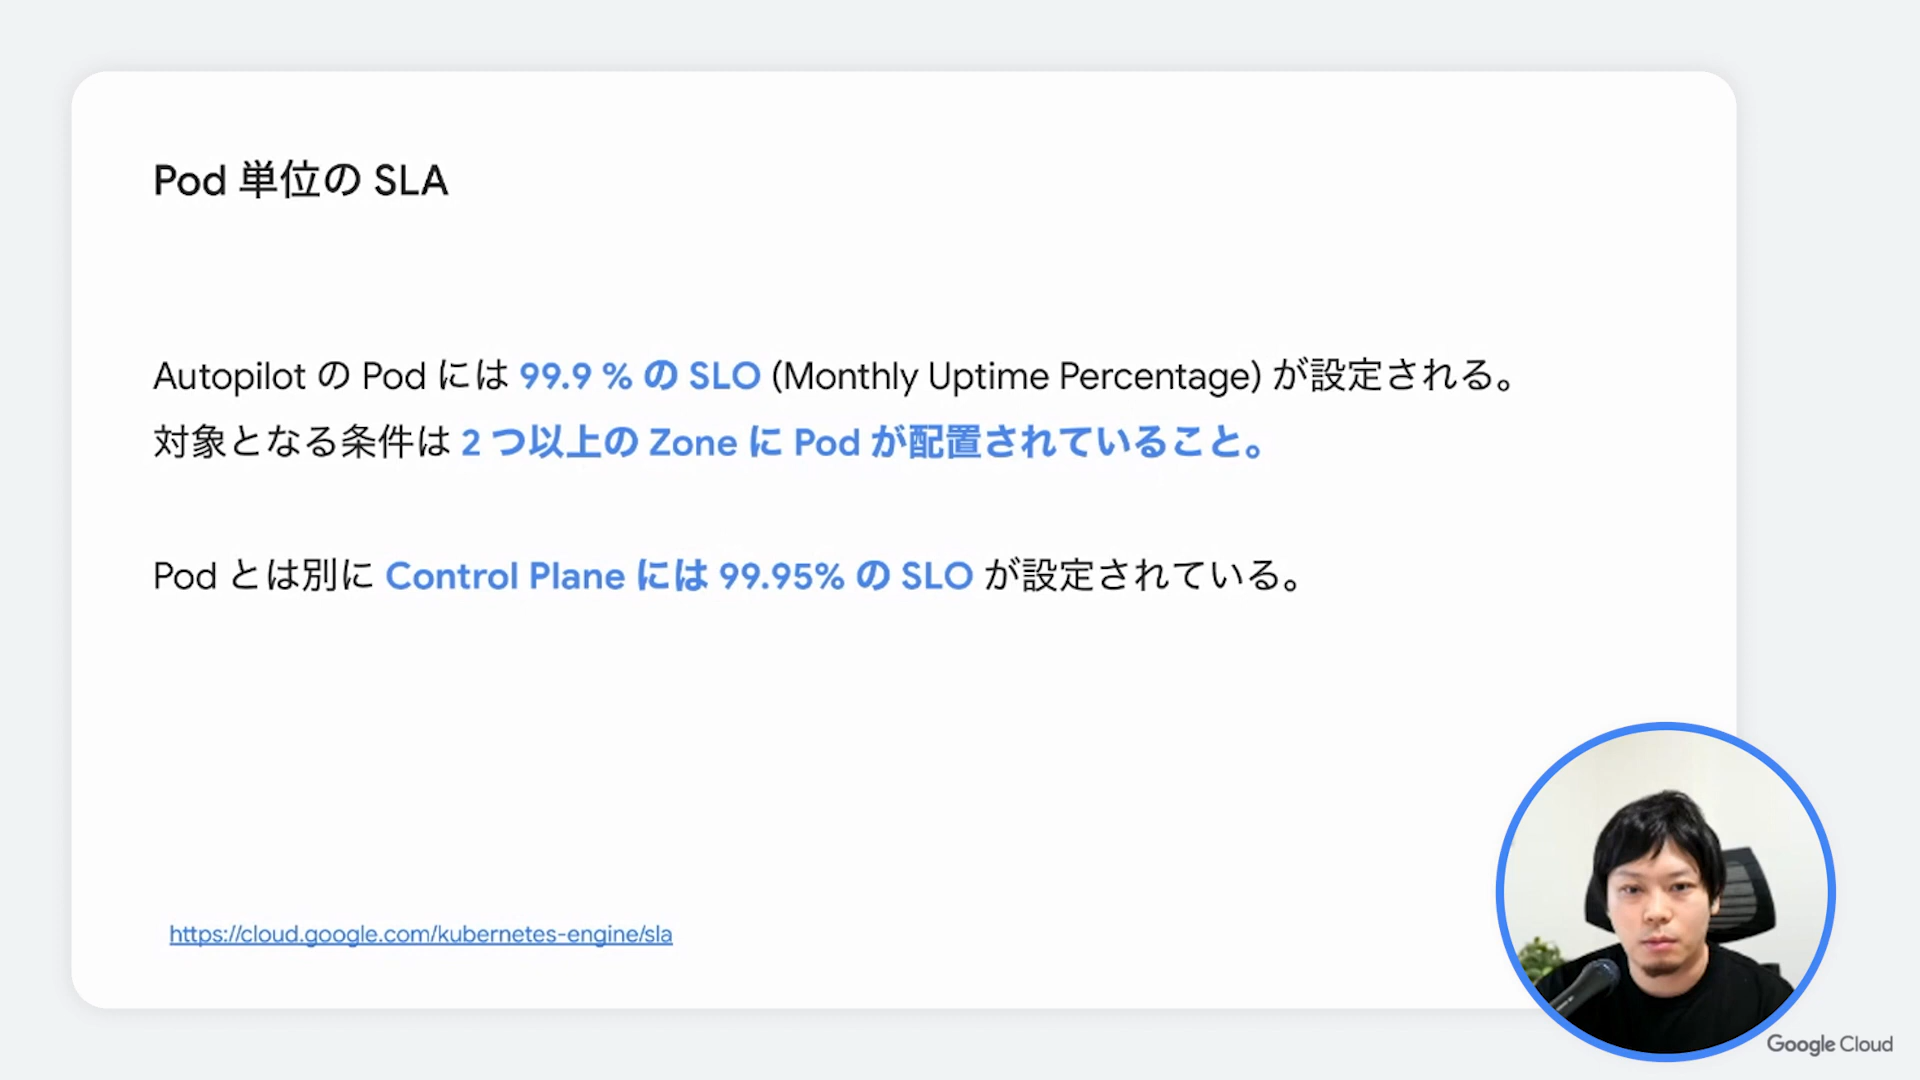 Pod 単位の SLA
Autopilot の Pod には 99.9 % の SLO (Monthly Uptime Percentage) が設定される。
対象となる条件は 2 つ以上の Zone に Pod が配置されていること。
Pod とは別に Control Plane には 99.95% の SLO が設定されている。
https://cloud.google.com/kubernetes-engine/sla
Google Cloud